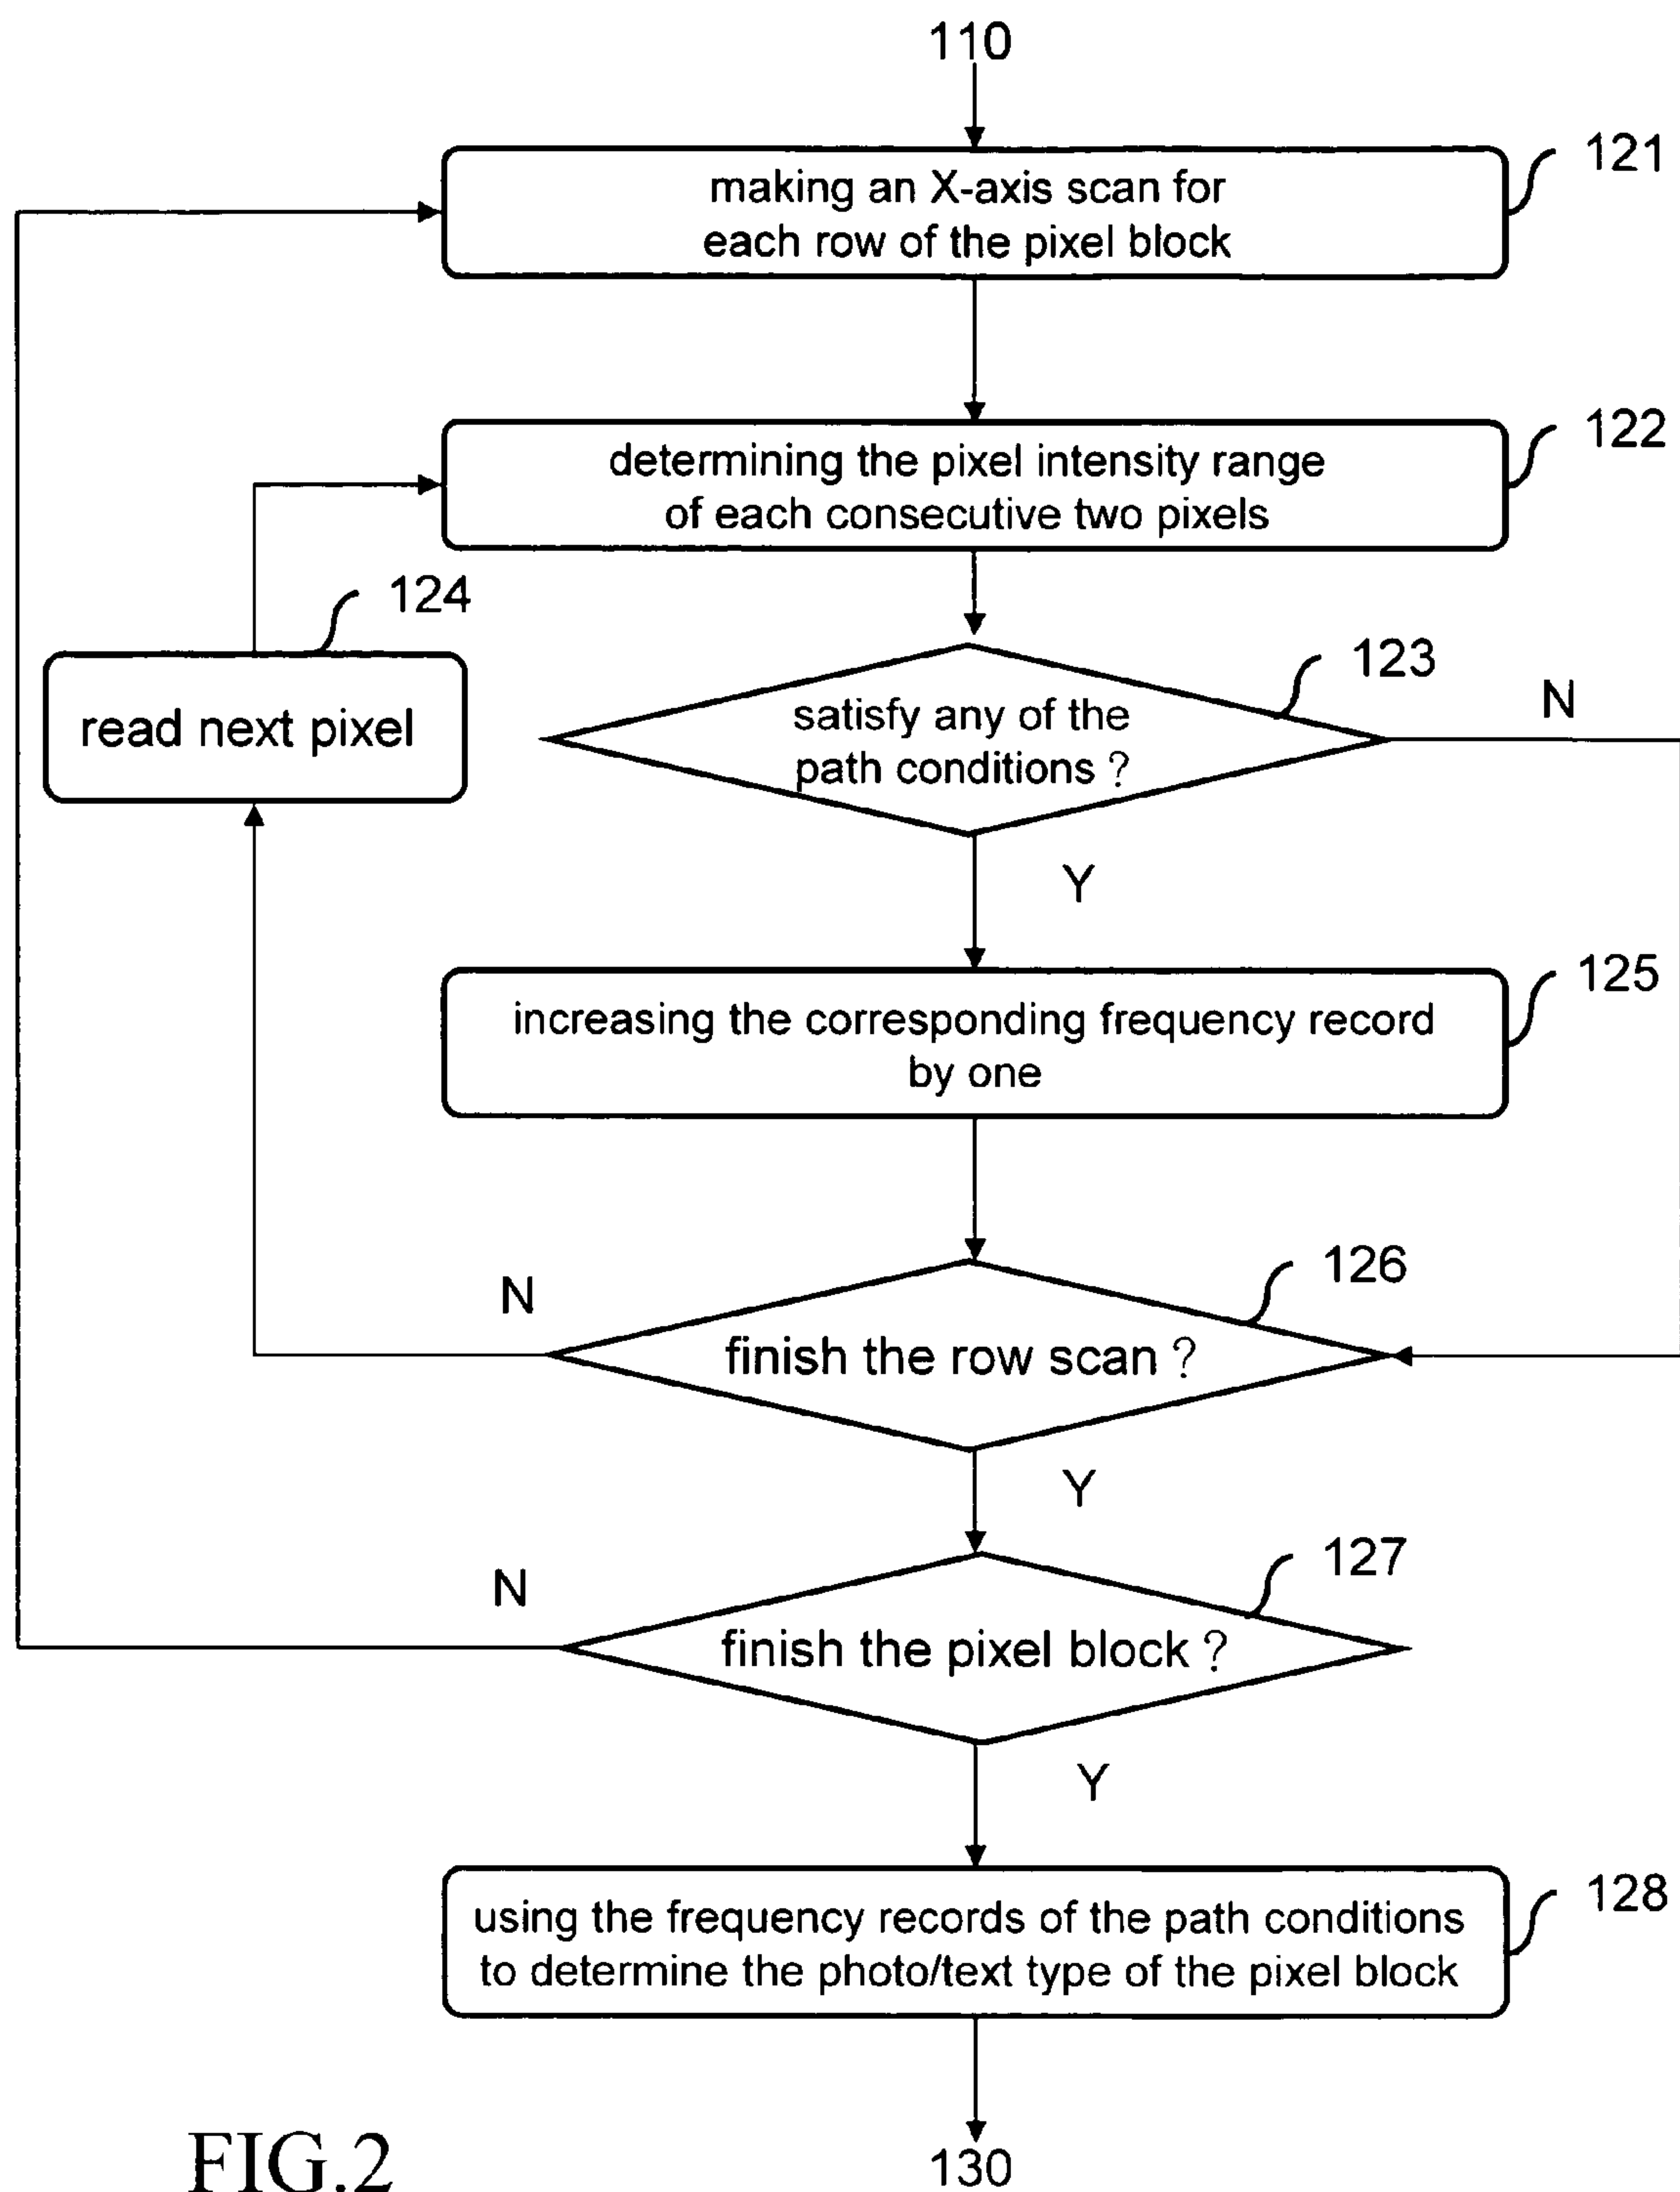 110
making an X-axis scan for
each row of the pixel block
121
determining the pixel intensity range
of each consecutive two pixels
122
124
read next pixel
satisfy any of the
path conditions ?
123
N
Y
increasing the corresponding frequency record
by one
125
N
finish the row scan ?
126
Y
N
finish the pixel block ?
127
Y
using the frequency records of the path conditions
to determine the photo/text type of the pixel block
128
130
FIG.2